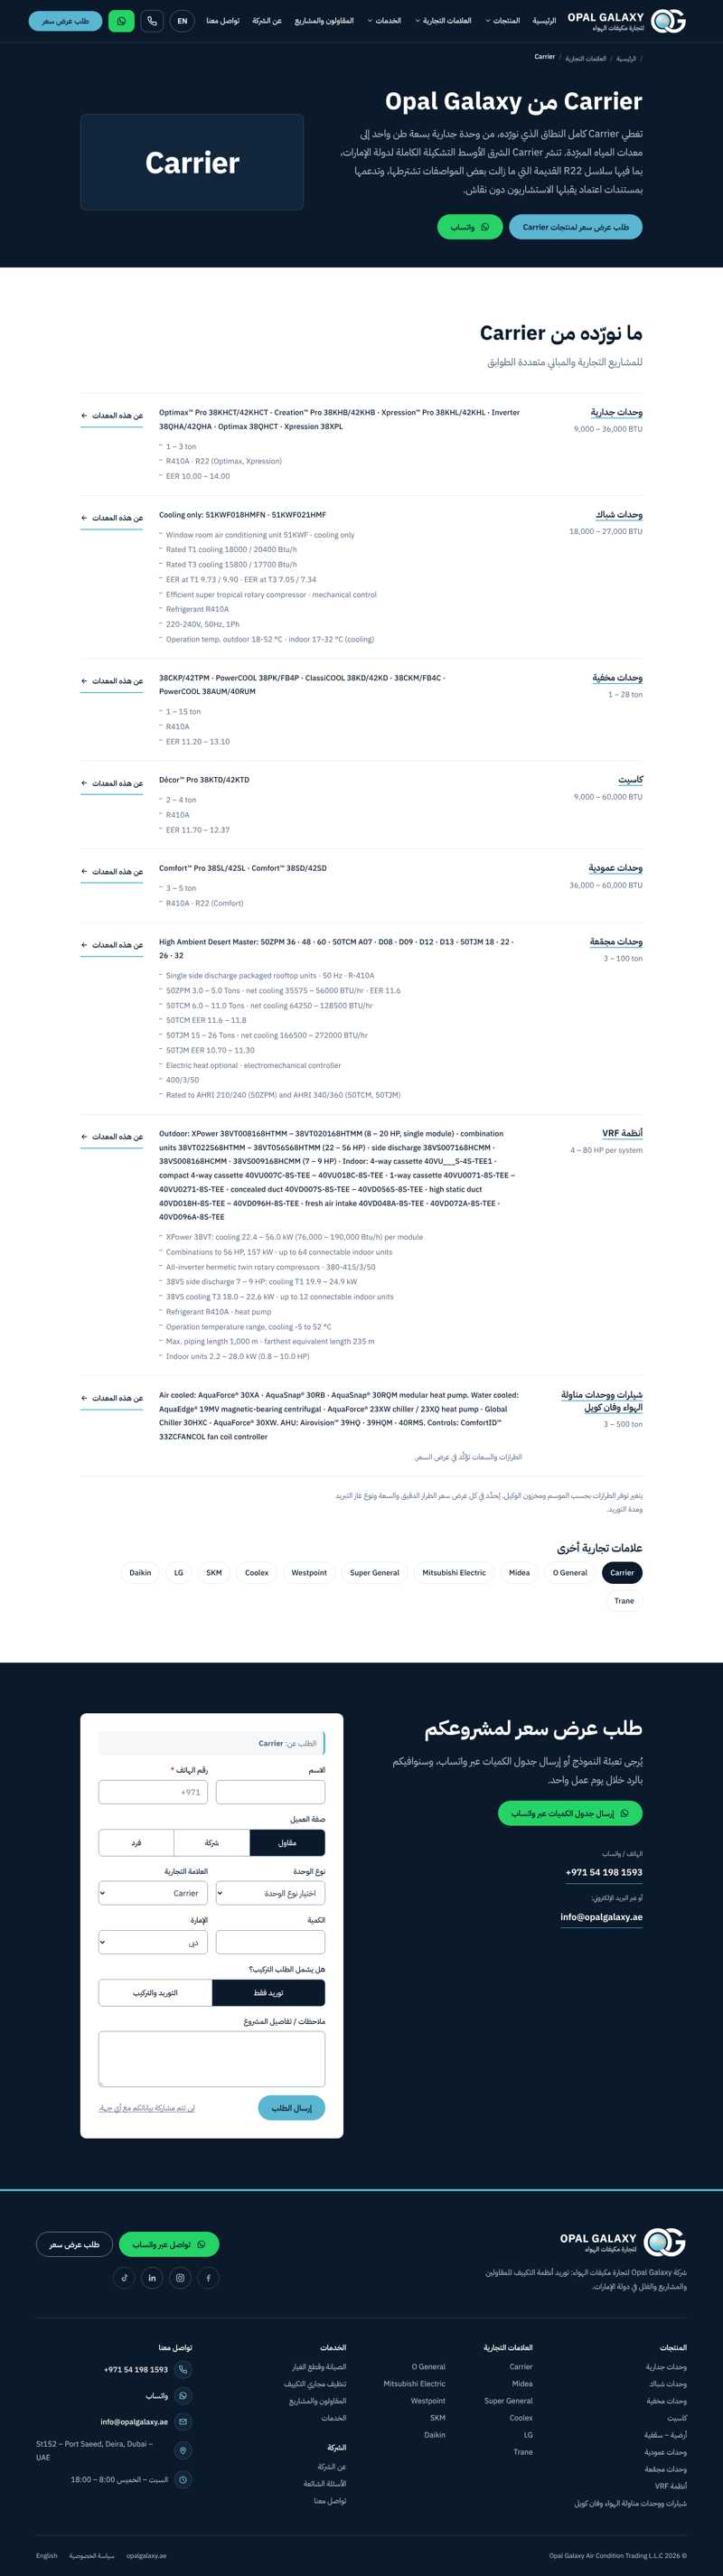 OPAL GALAXY
لتجارة مكيفات الهواء
الرئيسية
المنتجات
العلامات التجارية
الخدمات
المقاولون والمشاريع
عن الشركة
تواصل معنا
EN
طلب عرض سعر
/ الرئيسية / العلامات التجارية / Carrier
Carrier من Opal Galaxy
تغطي Carrier كامل النطاق الذي نورّده، من وحدة جدارية بسعة طن واحد إلى
معدات المياه المبرّدة. تنشر Carrier الشرق الأوسط التشكيلة الكاملة لدولة الإمارات،
بما فيها سلاسل R22 القديمة التي ما زالت بعض المواصفات تشترطها، وتدعمها
بمستندات اعتماد يقبلها الاستشاريون دون نقاش.
طلب عرض سعر لمنتجات Carrier
واتساب
Carrier
ما نورّده من Carrier
للمشاريع التجارية والمباني متعددة الطوابق
وحدات جدارية
9,000 – 36,000 BTU
Optimax™ Pro 38KHCT/42KHCT · Creation™ Pro 38KHB/42KHB · Xpression™ Pro 38KHL/42KHL · Inverter
38QHA/42QHA · Optimax 38QHCT · Xpression 38XPL
– 1 – 3 ton
– R410A · R22 (Optimax, Xpression)
– EER 10.00 – 14.00
عن هذه المعدات ←
وحدات شباك
18,000 – 27,000 BTU
Cooling only: 51KWF018HMFN · 51KWF021HMF
– Window room air conditioning unit 51KWF · cooling only
– Rated T1 cooling 18000 / 20400 Btu/h
– Rated T3 cooling 15800 / 17700 Btu/h
– EER at T1 9.73 / 9.90 · EER at T3 7.05 / 7.34
– Efficient super tropical rotary compressor · mechanical control
– Refrigerant R410A
– 220-240V, 50Hz, 1Ph
– Operation temp. outdoor 18-52 °C · indoor 17-32 °C (cooling)
عن هذه المعدات ←
وحدات مخفية
1 – 28 ton
38CKP/42TPM · PowerCOOL 38PK/FB4P · ClassiCOOL 38KD/42KD · 38CKM/FB4C ·
PowerCOOL 38AUM/40RUM
– 1 – 15 ton
– R410A
– EER 11.20 – 13.10
عن هذه المعدات ←
كاسيت
9,000 – 60,000 BTU
Décor™ Pro 38KTD/42KTD
– 2 – 4 ton
– R410A
– EER 11.70 – 12.37
عن هذه المعدات ←
وحدات عمودية
36,000 – 60,000 BTU
Comfort™ Pro 38SL/42SL · Comfort™ 38SD/42SD
– 3 – 5 ton
– R410A · R22 (Comfort)
عن هذه المعدات ←
وحدات مجمّعة
3 – 100 ton
High Ambient Desert Master: 50ZPM 36 · 48 · 60 · 50TCM A07 · D08 · D09 · D12 · D13 · 50TJM 18 · 22 ·
26 · 32
– Single side discharge packaged rooftop units · 50 Hz · R-410A
– 50ZPM 3.0 – 5.0 Tons · net cooling 35575 – 56000 BTU/hr · EER 11.6
– 50TCM 6.0 – 11.0 Tons · net cooling 64250 – 128500 BTU/hr
– 50TCM EER 11.6 – 11.8
– 50TJM 15 – 26 Tons · net cooling 166500 – 272000 BTU/hr
– 50TJM EER 10.70 – 11.30
– Electric heat optional · electromechanical controller
– 400/3/50
– Rated to AHRI 210/240 (50ZPM) and AHRI 340/360 (50TCM, 50TJM)
عن هذه المعدات ←
أنظمة VRF
4 – 80 HP per system
Outdoor: XPower 38VT008168HTMM – 38VT020168HTMM (8 – 20 HP, single module) · combination
units 38VT022S68HTMM – 38VT056S68HTMM (22 – 56 HP) · side discharge 38VS007168HCMM ·
38VS008168HCMM · 38VS009168HCMM (7 – 9 HP) · Indoor: 4-way cassette 40VU___S-4S-TEE1 ·
compact 4-way cassette 40VU007C-8S-TEE – 40VU018C-8S-TEE · 1-way cassette 40VU0071-8S-TEE –
40VU0271-8S-TEE · concealed duct 40VD007S-8S-TEE – 40VD056S-8S-TEE · high static duct
40VD018H-8S-TEE – 40VD096H-8S-TEE · fresh air intake 40VD048A-8S-TEE · 40VD072A-8S-TEE ·
40VD096A-8S-TEE
– XPower 38VT: cooling 22.4 – 56.0 kW (76,000 – 190,000 Btu/h) per module
– Combinations to 56 HP, 157 kW · up to 64 connectable indoor units
– All-inverter hermetic twin rotary compressors · 380-415/3/50
– 38VS side discharge 7 – 9 HP: cooling T1 19.9 – 24.9 kW
– 38VS cooling T3 18.0 – 22.6 kW · up to 12 connectable indoor units
– Refrigerant R410A · heat pump
– Operation temperature range, cooling -5 to 52 °C
– Max. piping length 1,000 m · farthest equivalent length 235 m
– Indoor units 2.2 – 28.0 kW (0.8 – 10.0 HP)
عن هذه المعدات ←
شيلرات ووحدات مناولة
الهواء وفان كويل
3 – 500 ton
Air cooled: AquaForce® 30XA · AquaSnap® 30RB · AquaSnap® 30RQM modular heat pump. Water cooled:
AquaEdge® 19MV magnetic-bearing centrifugal · AquaForce® 23XW chiller / 23XQ heat pump · Global
Chiller 30HXC · AquaForce® 30XW. AHU: Airovision™ 39HQ · 39HQM · 40RMS. Controls: ComfortID™
33ZCFANCOL fan coil controller
الطرازات والسعات تؤكَّد في عرض السعر.
عن هذه المعدات ←
يتغير توفر الطرازات بحسب الموسم ومخزون الوكيل. يُحدَّد في كل عرض سعر الطراز الدقيق والسعة ونوع غاز التبريد
ومدة التوريد.
علامات تجارية أخرى
Carrier
O General
Midea
Mitsubishi Electric
Super General
Westpoint
Coolex
SKM
LG
Daikin
Trane
طلب عرض سعر لمشروعكم
يُرجى تعبئة النموذج أو إرسال جدول الكميات عبر واتساب، وسنوافيكم
بالرد خلال يوم عمل واحد.
إرسال جدول الكميات عبر واتساب
الهاتف / واتساب
+971 54 198 1593
أو عبر البريد الإلكتروني:
info@opalgalaxy.ae
الطلب عن: Carrier
الاسم
رقم الهاتف *
+971
صفة العميل
مقاول
شركة
فرد
نوع الوحدة
العلامة التجارية
اختيار نوع الوحدة
Carrier
الكمية
الإمارة
دبي
هل يشمل الطلب التركيب؟
توريد فقط
التوريد والتركيب
ملاحظات / تفاصيل المشروع
إرسال الطلب
لن تتم مشاركة بياناتكم مع أي جهة.
OPAL GALAXY
لتجارة مكيفات الهواء
شركة Opal Galaxy لتجارة مكيفات الهواء: توريد أنظمة التكييف للمقاولين
والمشاريع والفلل في دولة الإمارات.
تواصل عبر واتساب
طلب عرض سعر
المنتجات
وحدات جدارية
وحدات شباك
وحدات مخفية
كاسيت
أرضية – سقفية
وحدات عمودية
وحدات مجمّعة
أنظمة VRF
شيلرات ووحدات مناولة الهواء وفان كويل
العلامات التجارية
Carrier
O General
Midea
Mitsubishi Electric
Super General
Westpoint
Coolex
SKM
LG
Daikin
Trane
الخدمات
الصيانة وقطع الغيار
تنظيف مجاري التكييف
المقاولون والمشاريع
الخدمات
الشركة
عن الشركة
الأسئلة الشائعة
تواصل معنا
تواصل معنا
+971 54 198 1593
واتساب
info@opalgalaxy.ae
St152 – Port Saeed, Deira, Dubai –
UAE
السبت – الخميس 8:00 – 18:00
© 2026 Opal Galaxy Air Condition Trading L.L.C
opalgalaxy.ae
سياسة الخصوصية
English